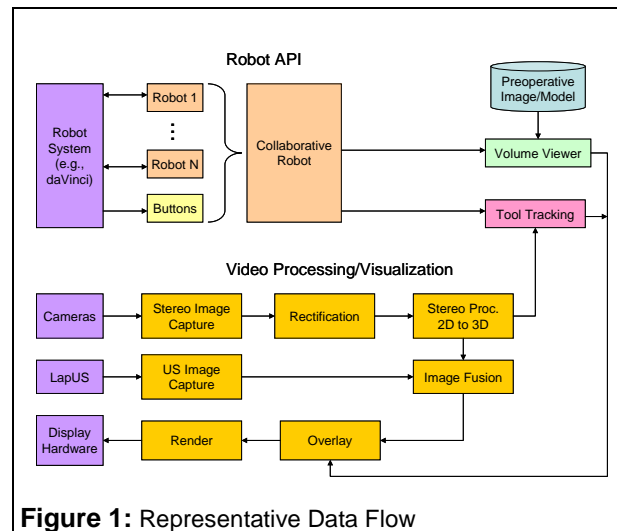 Robot API
Preoperative
Image/Model
Robot
System
(e.g.,
daVinci)
Robot 1
...
Robot N
Buttons
Collaborative
Robot
Volume Viewer
Tool Tracking
Video Processing/Visualization
Cameras
Stereo Image
Capture
Rectification
Stereo Proc.
2D to 3D
LapUS
US Image
Capture
Image Fusion
Display
Hardware
Render
Overlay
Figure 1: Representative Data Flow